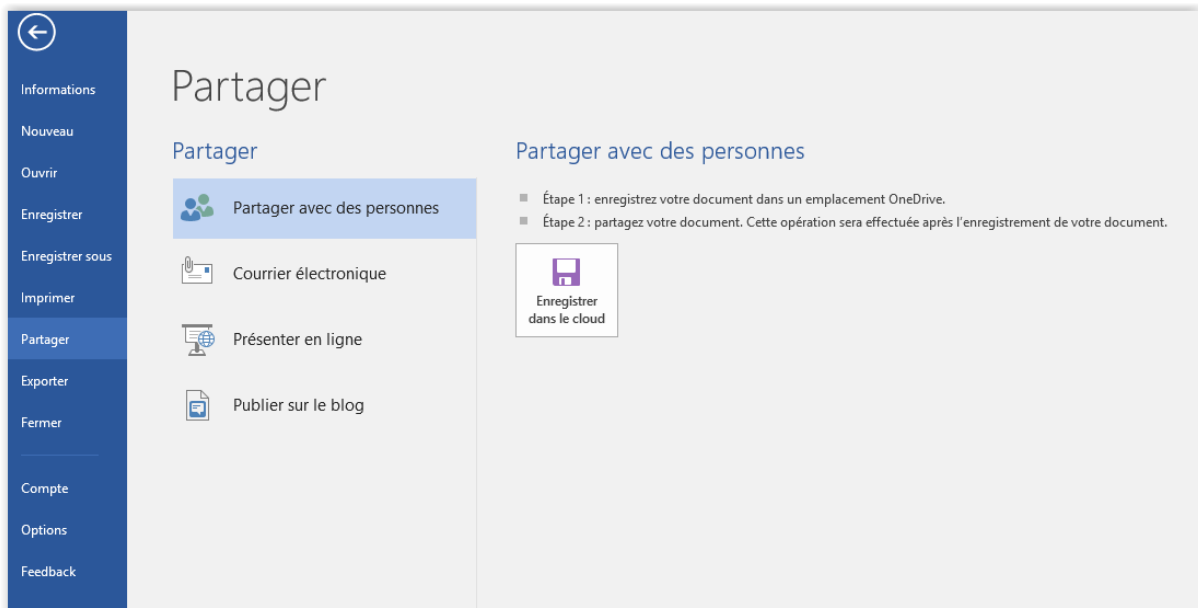 Informations
Nouveau
Ouvrir
Enregistrer
Enregistrer sous
Imprimer
Partager
Exporter
Fermer
Compte
Options
Feedback
Partager
Partager
Partager avec des personnes
Courrier électronique
Présenter en ligne
Publier sur le blog
Partager avec des personnes
Étape 1 : enregistrez votre document dans un emplacement OneDrive.
Étape 2 : partagez votre document. Cette opération sera effectuée après l'enregistrement de votre document.
Enregistrer
dans le cloud